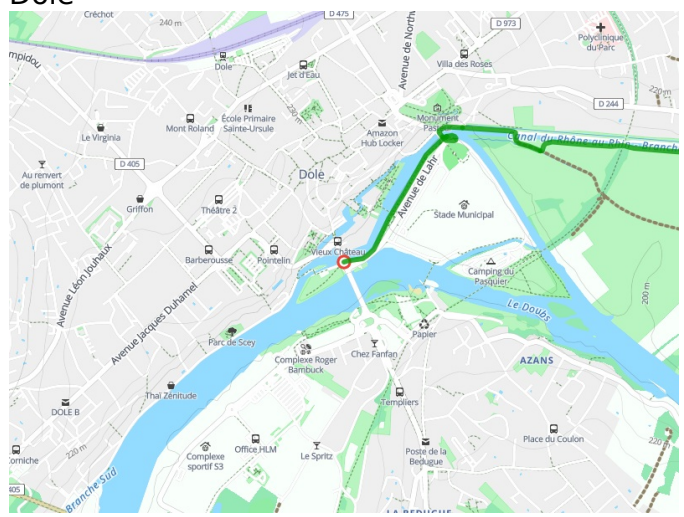 Dole
Créchot
240 m
D 475
D 973
Polyclinique
du Parc
mpidou
Dole
Jet d'Eau
Avenue de North
Villa des Roses
220 m
D 244
230 m
École Primaire
Sainte-Ursule
Mont Roland
Le Virginia
Amazon
Hub Locker
Monument
Pas
Canal du Rhône au Rhin - Branche
D 405
Au renvert
de plumont
Dole
Avenue de Lahr
Griffon
Théâtre 2
Stade Municipal
Vieux Château
Barberousse
Pointelin
Camping du
Pasquier
200 m
Avenue Léon Jouhaux
Avenue Jacques Duhamel
Le Doubs
Parc de Scey
Papier
Complexe Roger
Bambuck
Chez Fanfan
AZANS
Thaï Zénitude
Templiers
DOLE B
Place du Coulon
220 m
220 m
Corniche
Complexe
sportif S3
Office HLM
Le Spritz
Poste de la
Bedugue
405
Branche Sud
LA BEDUGUE